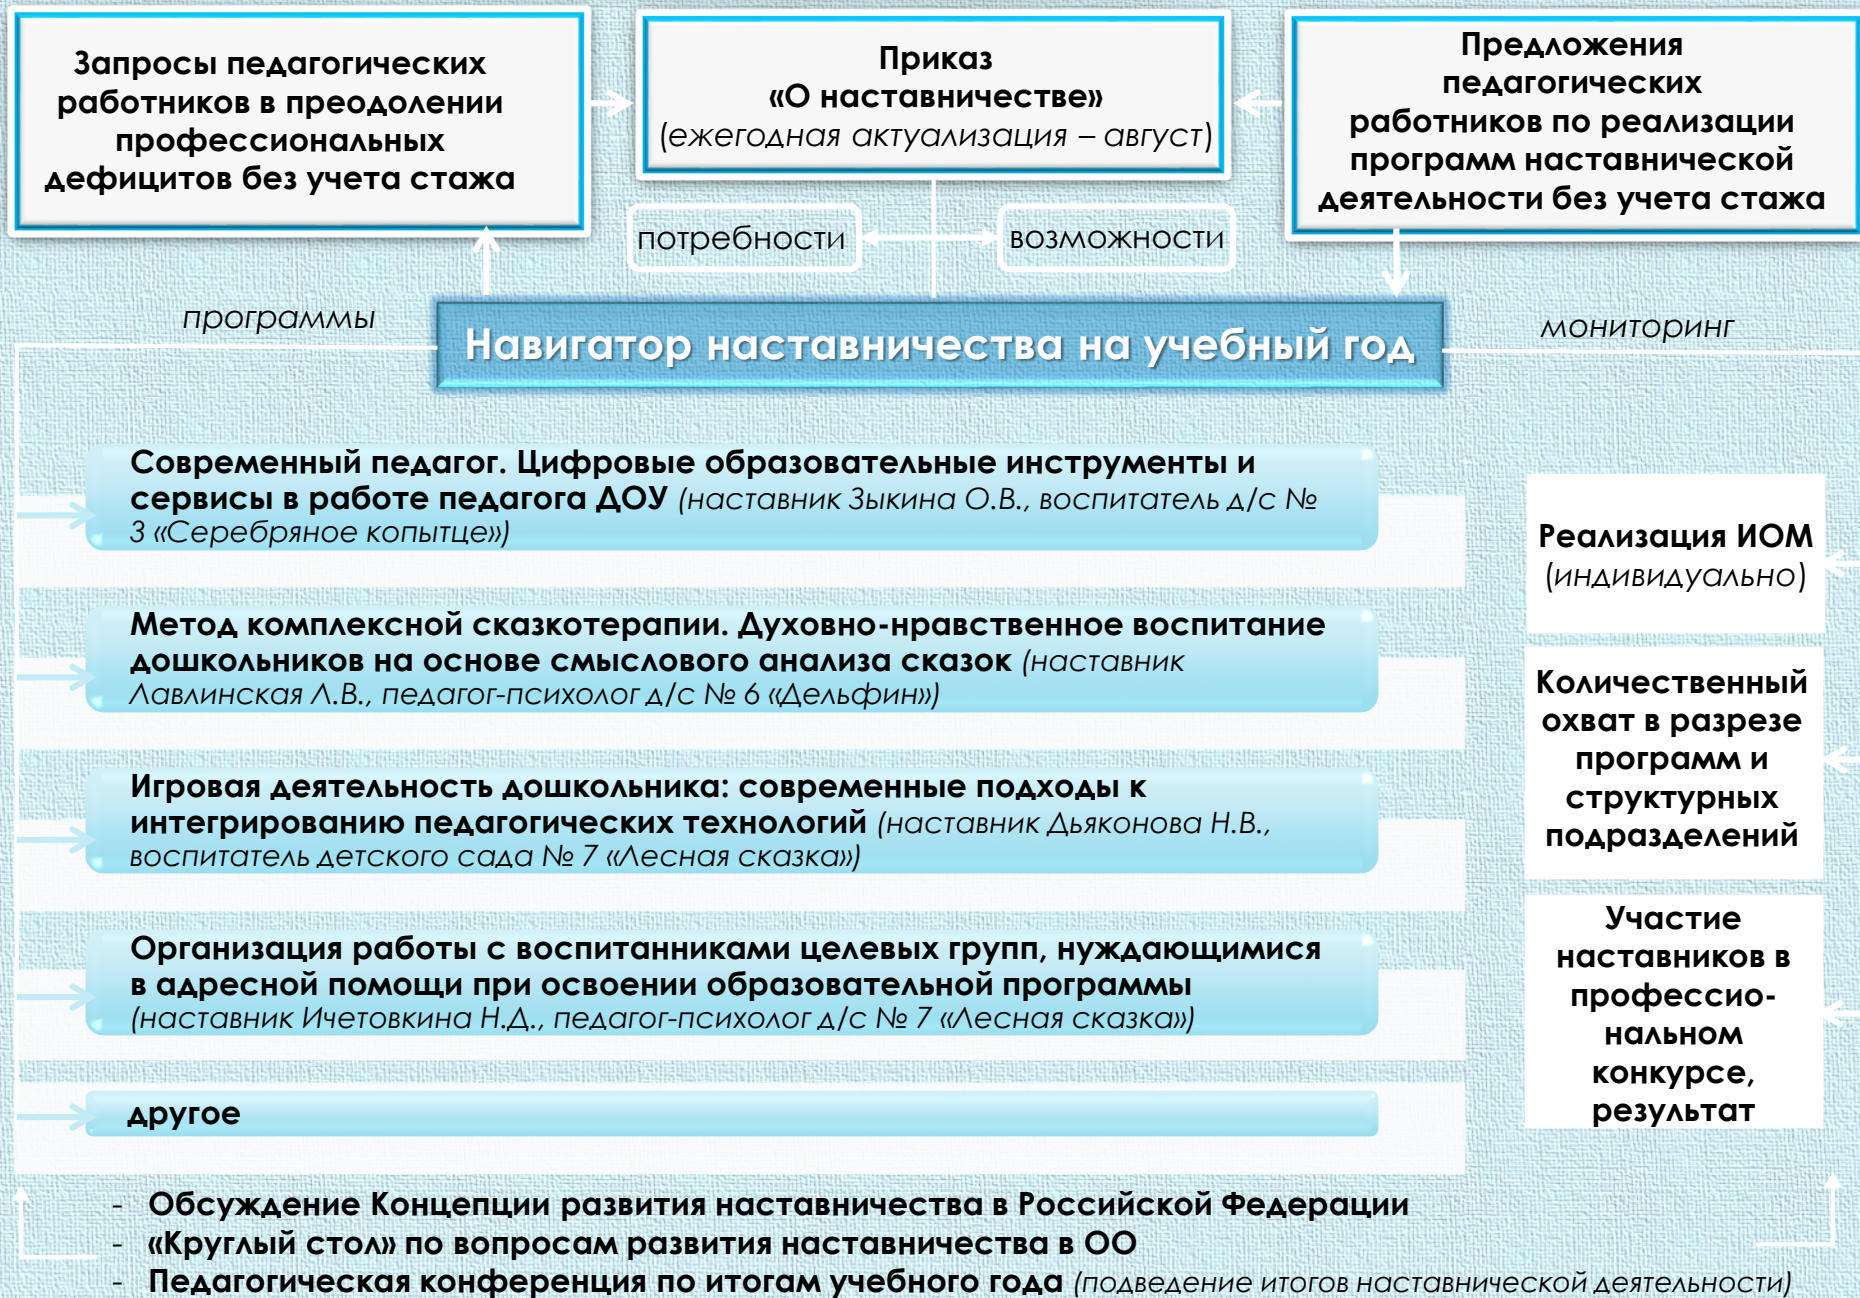 Запросы педагогических
работников в преодолении
профессиональных
дефицитов без учета стажа
Приказ
«О наставничестве»
(ежегодная актуализация – август)
Предложения
педагогических
работников по реализации
программ наставнической
деятельности без учета стажа
потребности
возможности
программы
Навигатор наставничества на учебный год
мониторинг
Современный педагог. Цифровые образовательные инструменты и
сервисы в работе педагога ДОУ (наставник Зыкина О.В., воспитатель д/с №
3 «Серебряное копытце»)
Метод комплексной сказкотерапии. Духовно-нравственное воспитание
дошкольников на основе смыслового анализа сказок (наставник
Лавлинская Л.В., педагог-психолог д/с № 6 «Дельфин»)
Игровая деятельность дошкольника: современные подходы к
интегрированию педагогических технологий (наставник Дьяконова Н.В.,
воспитатель детского сада № 7 «Лесная сказка»)
Организация работы с воспитанниками целевых групп, нуждающимися
в адресной помощи при освоении образовательной программы
(наставник Ичетовкина Н.Д., педагог-психолог д/с № 7 «Лесная сказка»)
другое
Реализация ИОМ
(индивидуально)
Количественный
охват в разрезе
программ и
структурных
подразделений
Участие
наставников в
профессио-
нальном
конкурсе,
результат
- Обсуждение Концепции развития наставничества в Российской Федерации
- «Круглый стол» по вопросам развития наставничества в ОО
- Педагогическая конференция по итогам учебного года (подведение итогов наставнической деятельности)